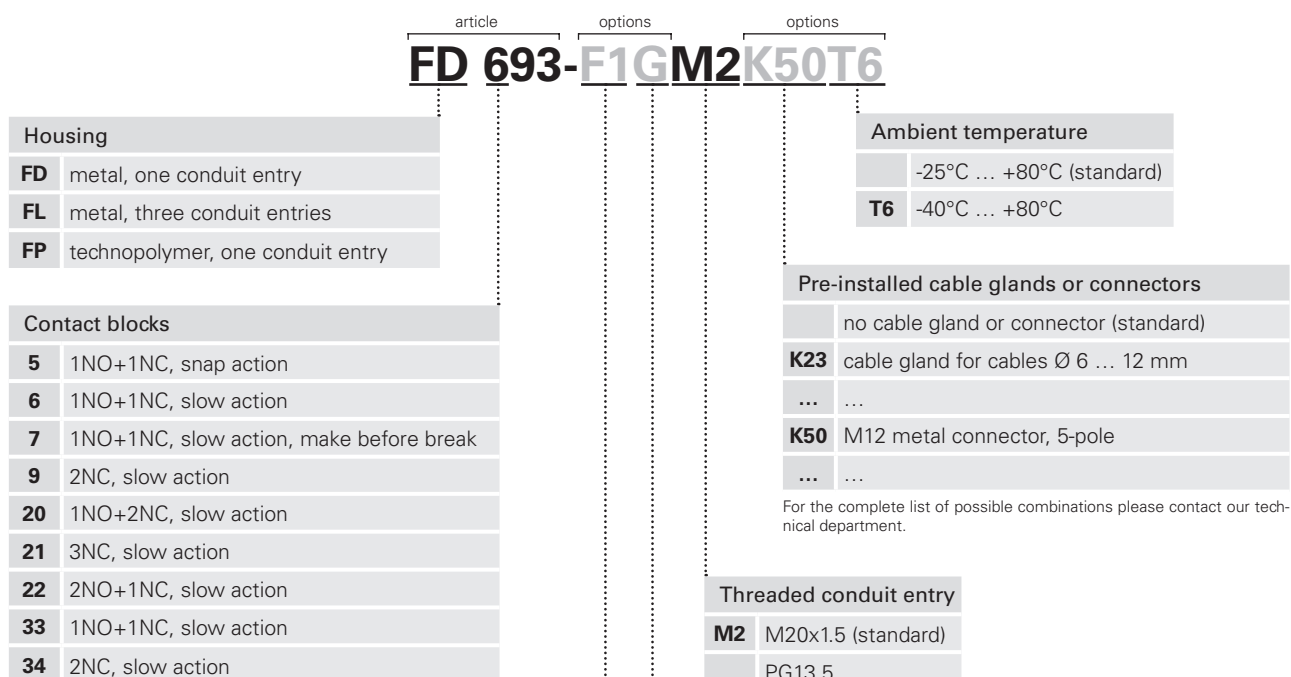 article options options
FD 693-F1GM2K50T6
Housing
FD metal, one conduit entry
FL metal, three conduit entries
FP technopolymer, one conduit entry
Contact blocks
5 1NO+1NC, snap action
6 1NO+1NC, slow action
7 1NO+1NC, slow action, make before break
9 2NC, slow action
20 1NO+2NC, slow action
21 3NC, slow action
22 2NO+1NC, slow action
33 1NO+1NC, slow action
34 2NC, slow action
Ambient temperature
-25°C … +80°C (standard)
T6 -40°C … +80°C
Pre-installed cable glands or connectors
no cable gland or connector (standard)
K23 cable gland for cables Ø 6 … 12 mm
… …
K50 M12 metal connector, 5-pole
… …
For the complete list of possible combinations please contact our tech-
nical department.
Threaded conduit entry
M2 M20x1.5 (standard)
PG13.5